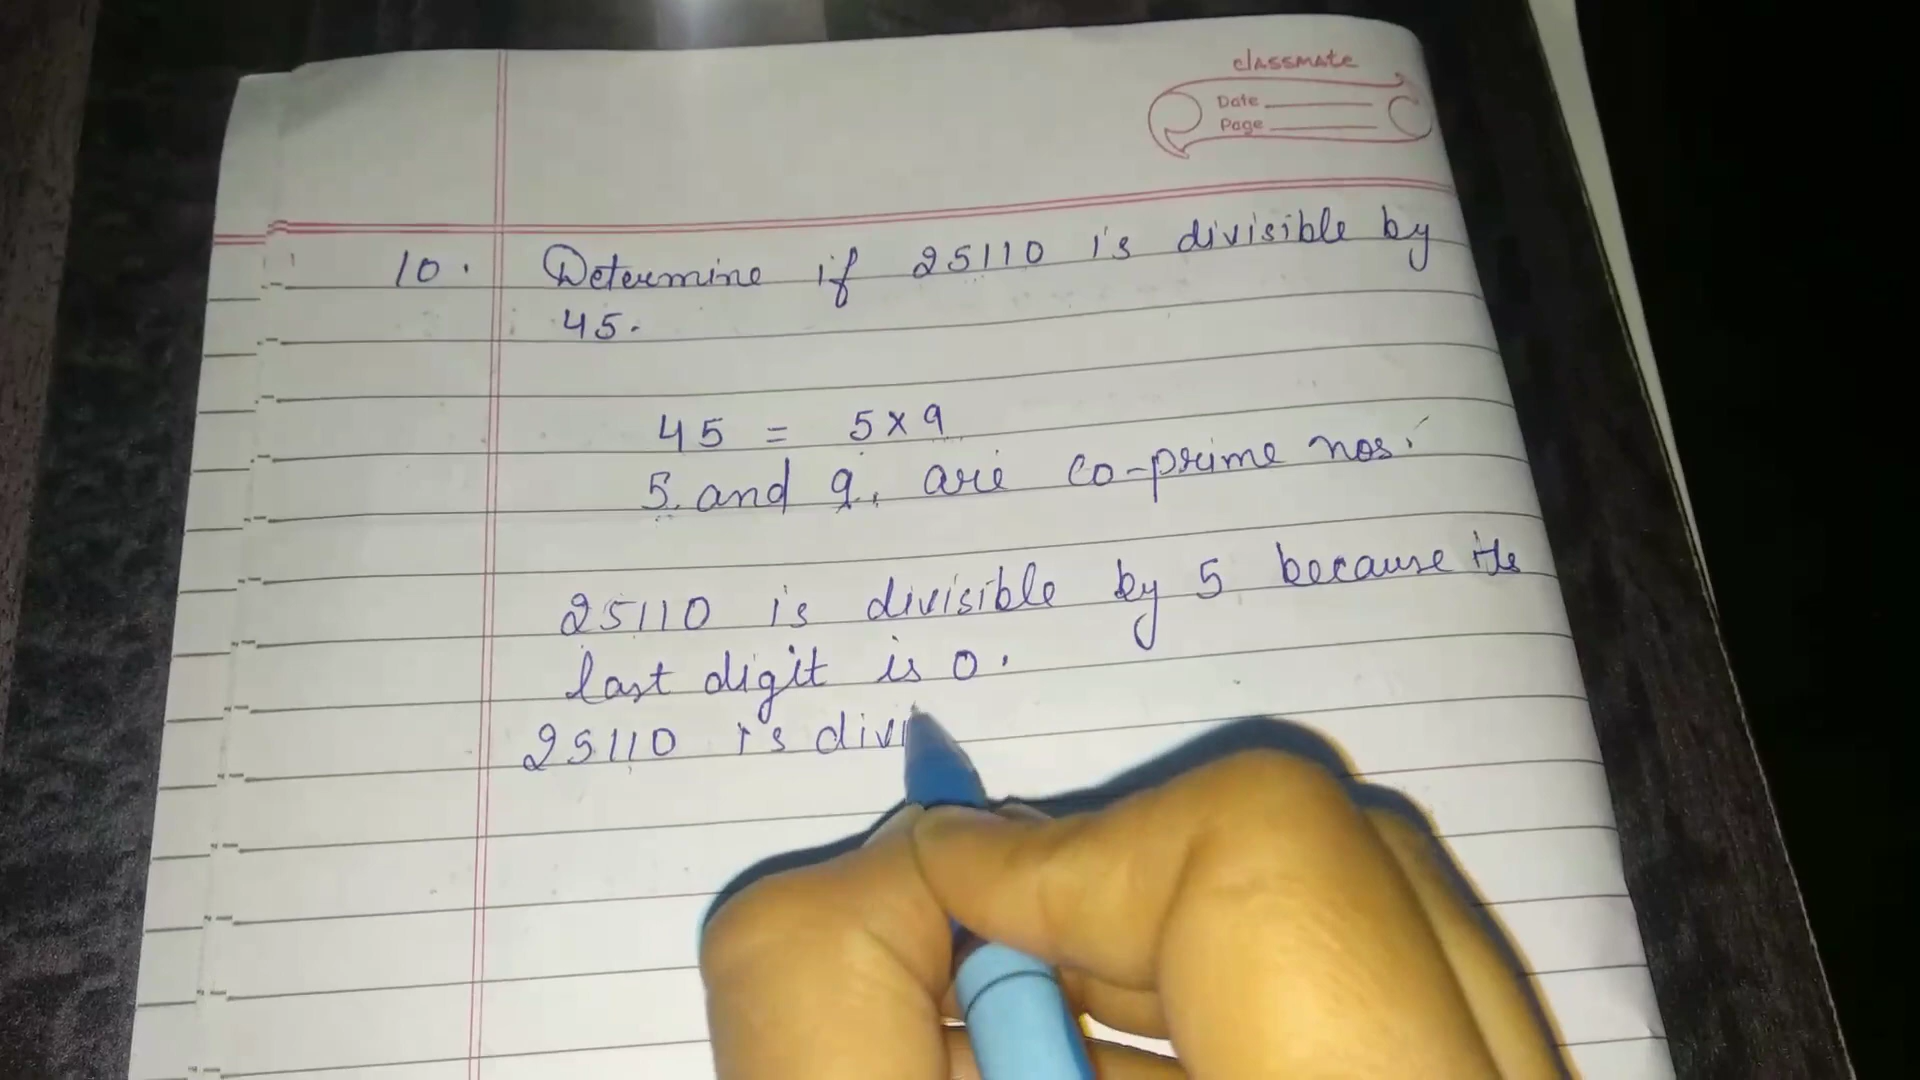 classmate
Date
Page
10. Determine if 25110 is divisible by
45.
45 = 5×9
5 and 9, are co-prime nos.
25110 is divisible by 5 because the
last digit is 0.
25110 is divi